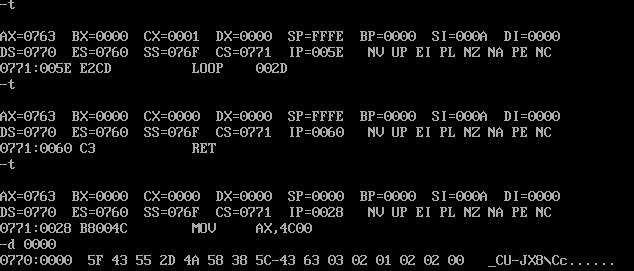 -t
AX=0763 BX=0000 CX=0001 DX=0000 SP=FFFE BP=0000 SI=000A DI=0000
DS=0770 ES=0760 SS=076F CS=0771 IP=005E NV UP EI PL NZ NA PE NC
0771:005E E2CD LOOP 002D
-t
AX=0763 BX=0000 CX=0000 DX=0000 SP=FFFE BP=0000 SI=000A DI=0000
DS=0770 ES=0760 SS=076F CS=0771 IP=0060 NV UP EI PL NZ NA PE NC
0771:0060 C3 RET
-t
AX=0763 BX=0000 CX=0000 DX=0000 SP=FFFE BP=0000 SI=000A DI=0000
DS=0770 ES=0760 SS=076F CS=0771 IP=0028 NV UP EI PL NZ NA PE NC
0771:0028 B8004C MOV AX,4C00
-d 0000
0770:0000 5F 43 55 2D 4A 58 38 5C-43 63 03 02 01 02 02 00 _CU-JX8\Cc......